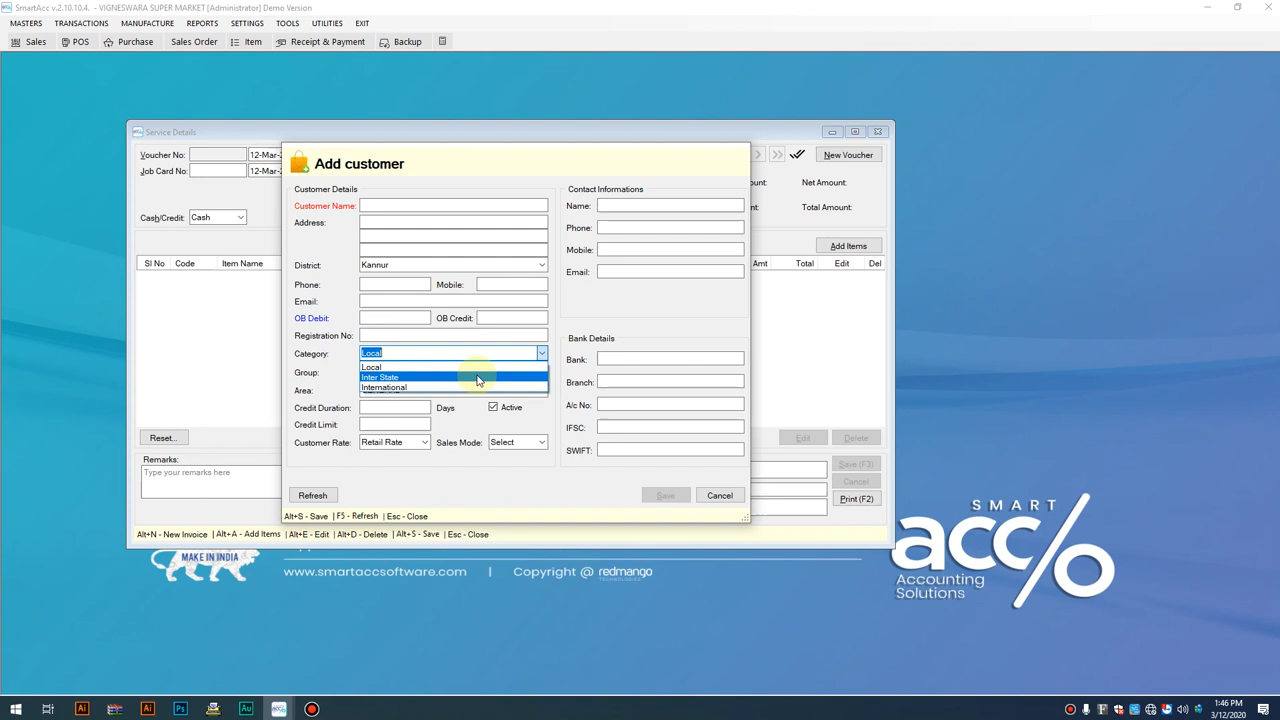 SmartAcc v.2.10.10.4. - VIGNESWARA SUPER MARKET [Administrator] Demo Version
MASTERS TRANSACTIONS MANUFACTURE REPORTS SETTINGS TOOLS UTILITIES EXIT
Sales POS Purchase Sales Order Item Receipt & Payment Backup
Service Details
Voucher No: 12-Mar-2
New Voucher
Job Card No: 12-Mar-2
Net Amount:
Total Amount:
Cash/Credit: Cash
Add Items
Sl No Code Item Name
Amt Total Edit Del
Add customer
Customer Details
Customer Name:
Address:
District: Kannur
Phone: Mobile:
Email:
OB Debit: OB Credit:
Registration No:
Category: Local
Local
Group:
Inter State
International
Area:
Credit Duration: Days Active
Credit Limit:
Customer Rate: Retail Rate Sales Mode: Select
Contact Informations
Name:
Phone:
Mobile:
Email:
Bank Details
Bank:
Branch:
A/c No:
IFSC:
SWIFT:
Refresh Save Cancel
Alt+S - Save | F5 - Refresh | Esc - Close
Reset...
Edit Delete
Remarks:
Type your remarks here
Save (F3)
Cancel
Print (F2)
Alt+N - New Invoice | Alt+A - Add Items | Alt+E - Edit | Alt+D - Delete | Alt+S - Save | Esc - Close
MAKE IN INDIA
www.smartaccsoftware.com | Copyright @ redmango
TECHNOLOGIES
SMART
acc/o
Accounting
Solutions
1:46 PM
3/12/2020